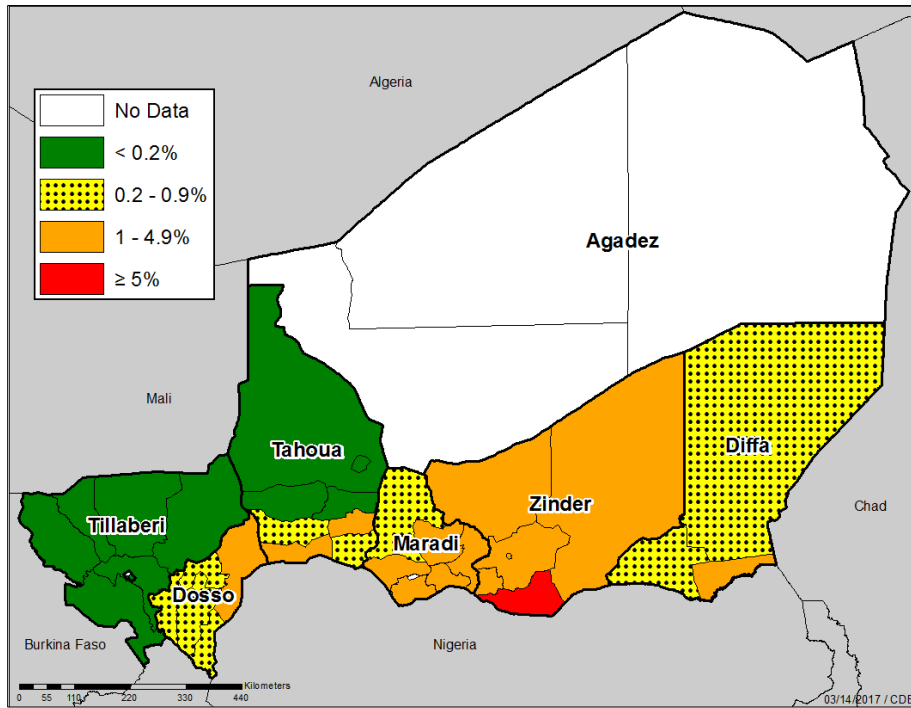 Algeria
No Data
< 0.2%
0.2 - 0.9%
1 - 4.9%
≥ 5%
Agadez
Mali
Tahoua
Diffa
Zinder
Chad
Tillaberi
Maradi
Dosso
Burkina Faso
Nigeria
Kilometers
0 55 110 220 330 440
03/14/2017 / CDE